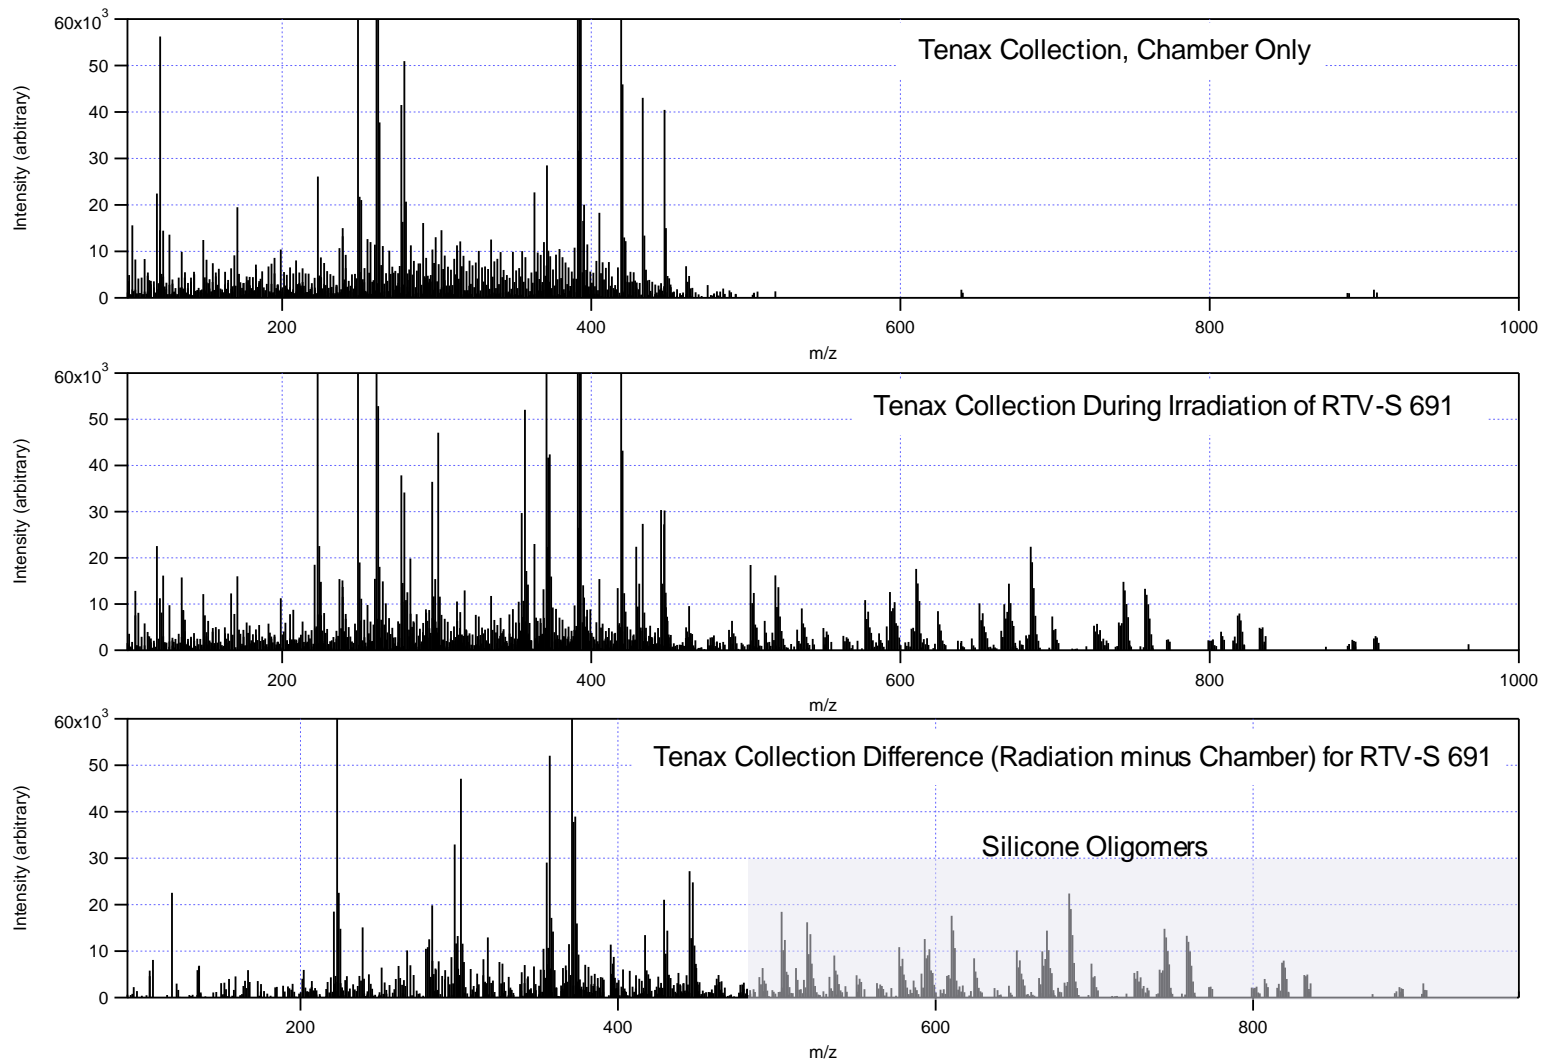 60x10³
Tenax Collection, Chamber Only
50
40
30
20
10
0
Intensity (arbitrary)
200
400
600
800
1000
m/z
60x10³
Tenax Collection During Irradiation of RTV-S 691
50
40
30
20
10
0
Intensity (arbitrary)
200
400
600
800
1000
m/z
60x10³
Tenax Collection Difference (Radiation minus Chamber) for RTV-S 691
50
40
Silicone Oligomers
30
20
10
0
Intensity (arbitrary)
200
400
600
800
m/z